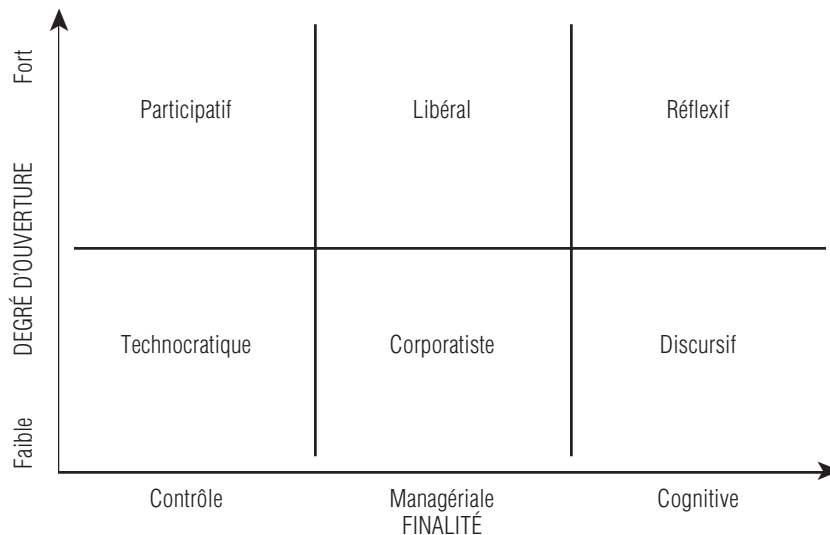 Fort
Participatif
Libéral
Réflexif
DEGRÉ D'OUVERTURE
Technocratique
Corporatiste
Discursif
Faible
Contrôle
Managériale
Cognitive
FINALITÉ